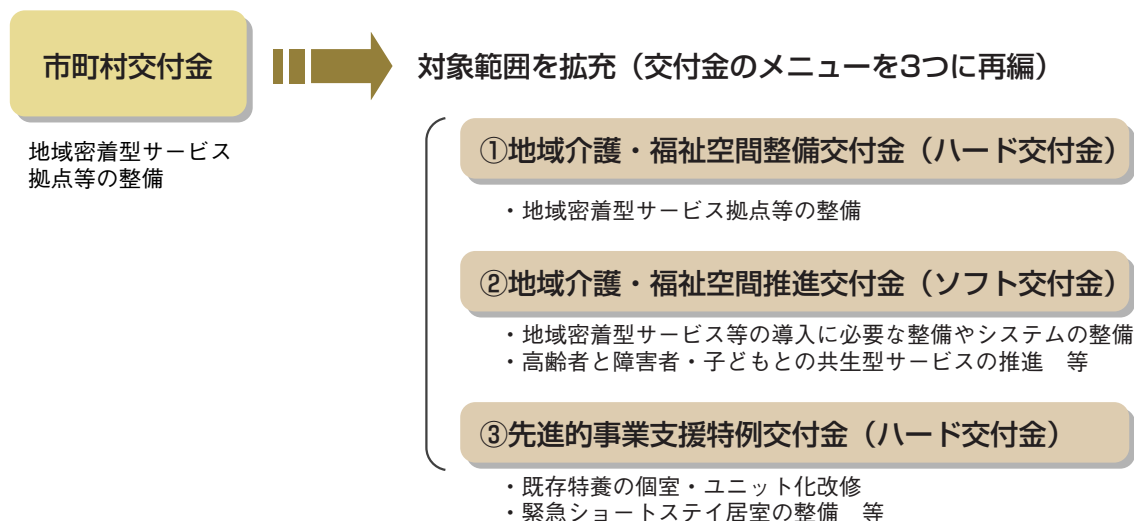 市町村交付金
地域密着型サービス
拠点等の整備
対象範囲を拡充（交付金のメニューを3つに再編）
①地域介護・福祉空間整備交付金（ハード交付金）
・地域密着型サービス拠点等の整備
②地域介護・福祉空間推進交付金（ソフト交付金）
・地域密着型サービス等の導入に必要な整備やシステムの整備
・高齢者と障害者・子どもとの共生型サービスの推進　等
③先進的事業支援特例交付金（ハード交付金）
・既存特養の個室・ユニット化改修
・緊急ショートステイ居室の整備　等